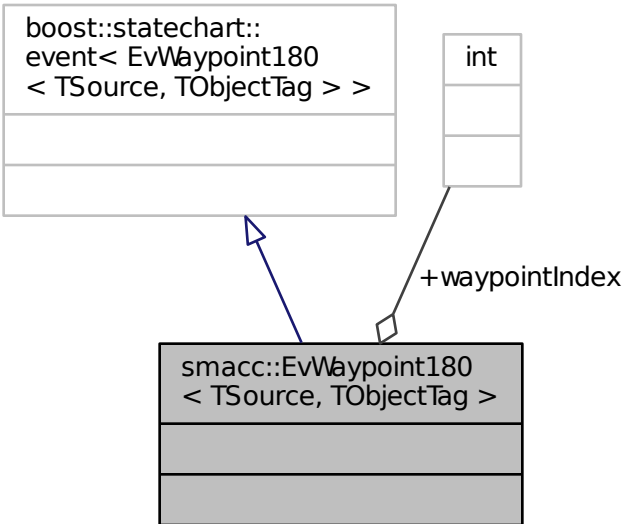 boost::statechart::
event< EvWaypoint180
< TSource, TObjectTag > >
int
+waypointIndex
smacc::EvWaypoint180
< TSource, TObjectTag >